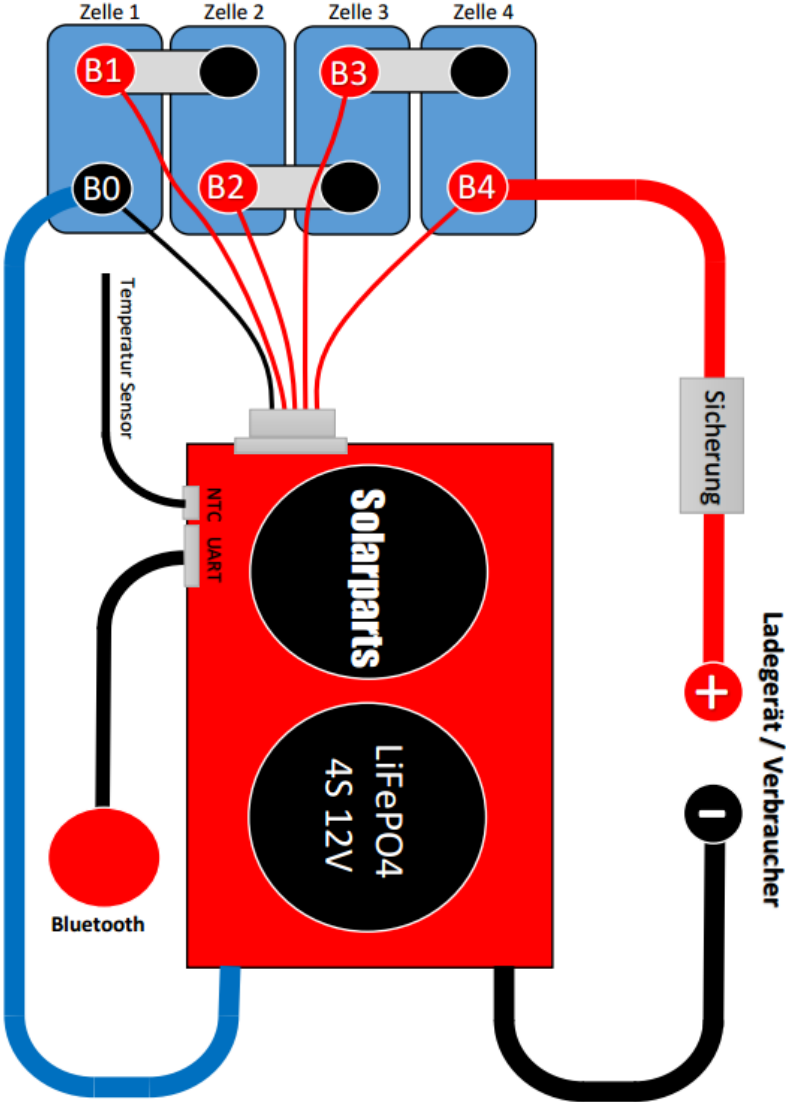 Zelle 1
Zelle 2
Zelle 3
Zelle 4
B1
B3
B0
B2
B4
Temperatur Sensor
Sicherung
NTC
UART
Solarparts
LiFePO4
4S 12V
+
-
Ladegerät / Verbraucher
Bluetooth